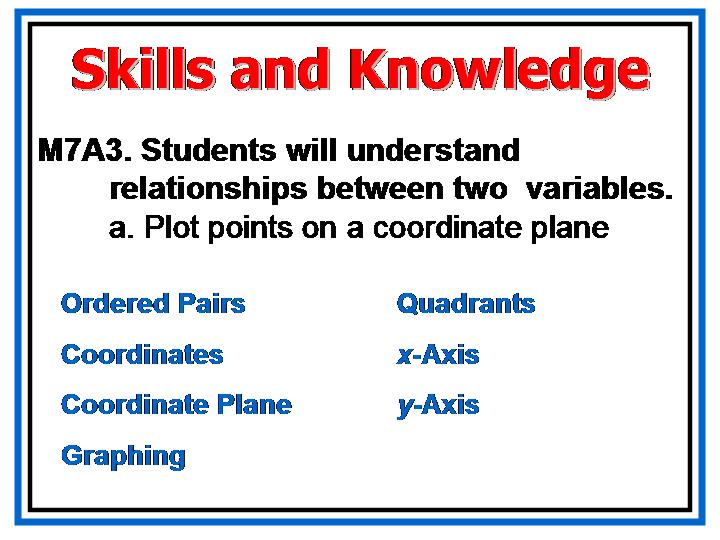 Skills and Knowledge
M7A3. Students will understand
relationships between two variables.
a. Plot points on a coordinate plane
Ordered Pairs
Coordinates
Coordinate Plane
Graphing
Quadrants
x-Axis
y-Axis